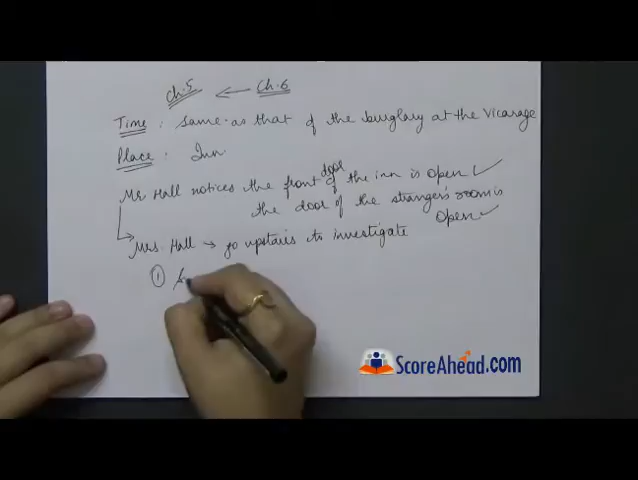 Ch.5 ← Ch.6
Time : same as that of the burglary at the Vicarage
Place : Inn
Mr Hall notices the front door of the inn is open ✓
the door of the stranger's room is
open ✓
Mrs. Hall → go upstairs to investigate
①
ScoreAhead.com